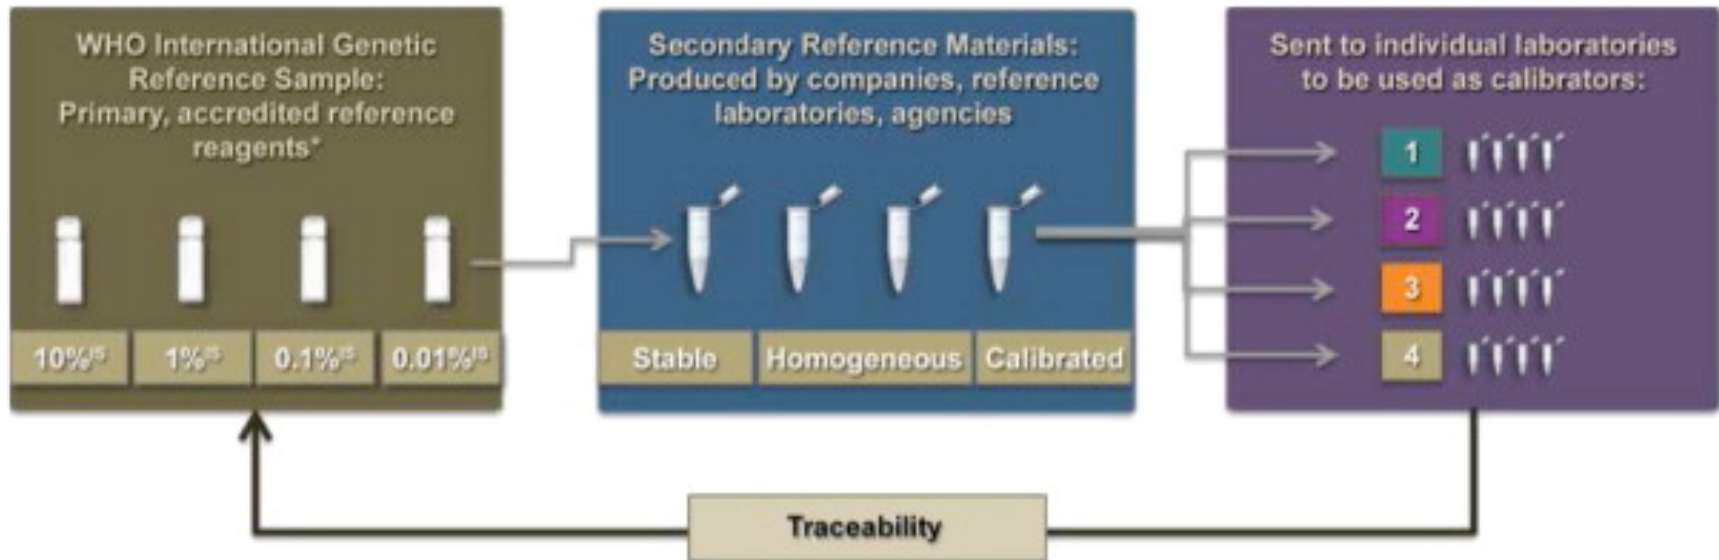 WHO International Genetic
Reference Sample:
Primary, accredited reference
reagents*
10%IS
1%IS
0.1%IS
0.01%IS
Secondary Reference Materials:
Produced by companies, reference
laboratories, agencies
Stable
Homogeneous
Calibrated
Sent to individual laboratories
to be used as calibrators:
1
2
3
4
Traceability